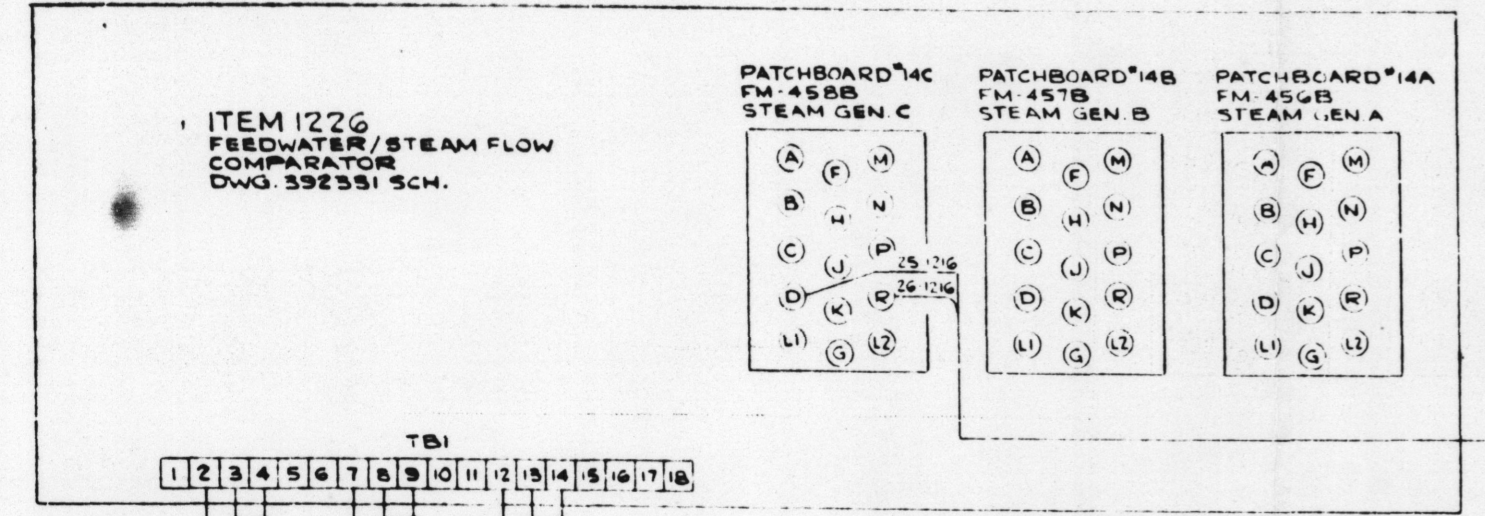 ITEM 1226
FEEDWATER/STEAM FLOW
COMPARATOR
DWG. 392331 SCH.
PATCHBOARD #14C
FM-458B
STEAM GEN. C
A F M
B H N
C J P
D K R
L1 G L2
25-1216
26-1216
PATCHBOARD #14B
FM-457B
STEAM GEN. B
A F M
B H N
C J P
D K R
L1 G L2
PATCHBOARD #14A
FM-456B
STEAM GEN. A
A F M
B H N
C J P
D K R
L1 G L2
TB1
1 2 3 4 5 6 7 8 9 10 11 12 13 14 15 16 17 18